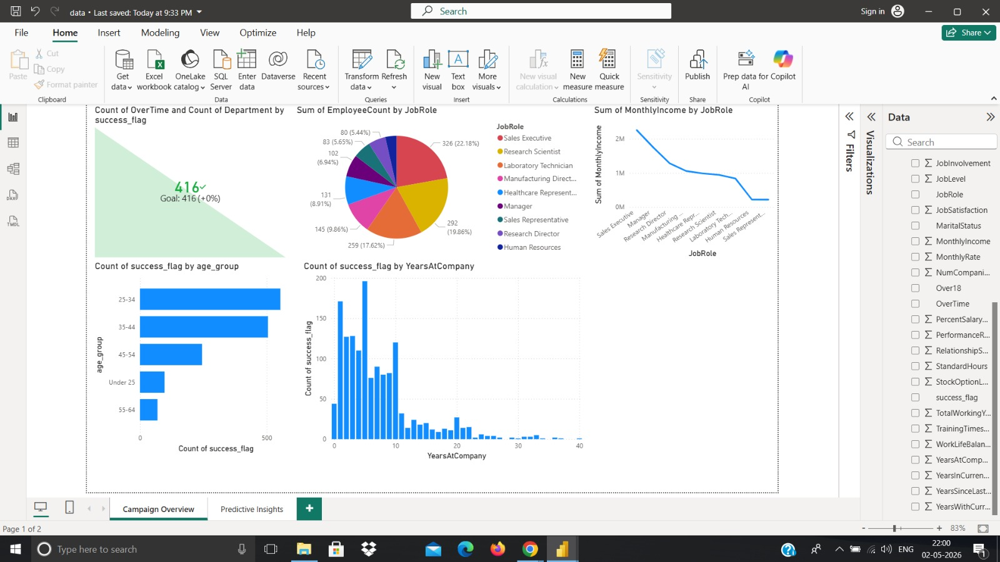 data • Last saved: Today at 9:33 PM
Search
Sign in
File
Home
Insert
Modeling
View
Optimize
Help
Share
Paste
Cut
Copy
Format painter
Clipboard
Get data
Excel workbook
OneLake catalog
SQL Server
Enter data
Dataverse
Recent sources
Data
Transform data
Refresh
Queries
New visual
Text box
More visuals
Insert
New visual calculation
New measure
Quick measure
Calculations
Sensitivity
Sensitivity
Publish
Share
Prep data for AI
Copilot
Copilot
Count of OverTime and Count of Department by
success_flag
416
Goal: 416 (+0%)
Sum of EmployeeCount by JobRole
80 (5.44%)
83 (5.65%)
102
(6.94%)
131
(8.91%)
145 (9.86%)
259 (17.62%)
292
(19.86%)
326 (22.18%)
JobRole
Sales Executive
Research Scientist
Laboratory Technician
Manufacturing Direct...
Healthcare Represent...
Manager
Sales Representative
Research Director
Human Resources
Sum of MonthlyIncome by JobRole
Sum of MonthlyIncome
2M
1M
0M
Sales Executive
Manager
Research Director
Manufacturing ...
Healthcare Repr...
Research Scientist
Laboratory Tech...
Human Resources
Sales Represent...
JobRole
Count of success_flag by age_group
age_group
25-34
35-44
45-54
Under 25
55-64
0
500
Count of success_flag
Count of success_flag by YearsAtCompany
Count of success_flag
200
150
100
50
0
0
10
20
30
40
YearsAtCompany
Filters
Visualizations
Data
Search
JobInvolvement
JobLevel
JobRole
JobSatisfaction
MaritalStatus
MonthlyIncome
MonthlyRate
NumCompani...
Over18
OverTime
PercentSalary...
PerformanceR...
RelationshipS...
StandardHours
StockOptionL...
success_flag
TotalWorkingY...
TrainingTimes...
WorkLifeBalan...
YearsAtComp...
YearsInCurren...
YearsSinceLast...
YearsWithCurr...
Campaign Overview
Predictive Insights
Page 1 of 2
83%
Type here to search
ENG
22:00
02-05-2026
1